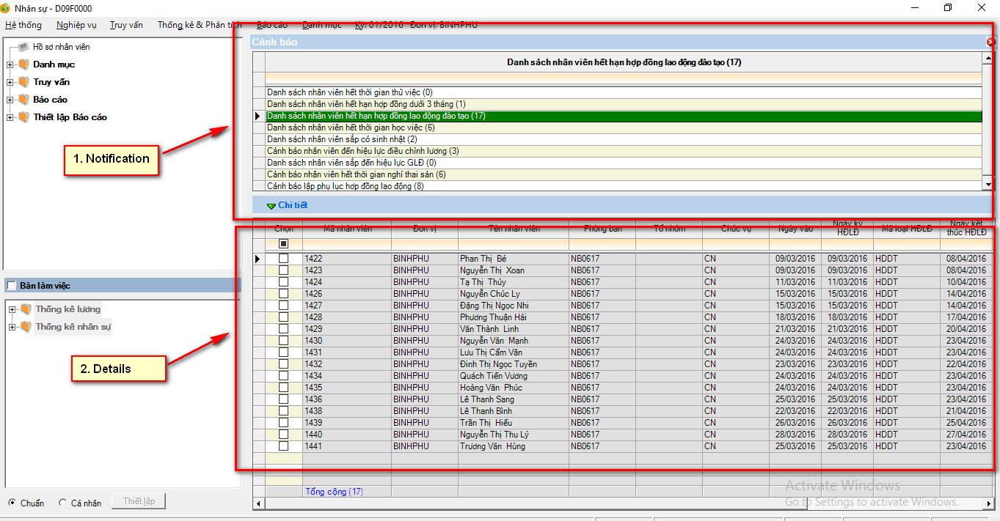 Nhân sự - D09F0000
Hệ thống Nghiệp vụ Truy vấn Thống kê & Phân tích Báo cáo Danh mục Kỳ: 01/2016 Đơn vị: BINHPHU
Hồ sơ nhân viên
Danh mục
Truy vấn
Báo cáo
Thiết lập Báo cáo
1. Notification
Bàn làm việc
Thống kê lương
Thống kê nhân sự
2. Details
Chuẩn Cá nhân Thiết lập
Cảnh báo
Danh sách nhân viên hết hạn hợp đồng lao động đào tạo (17)
Danh sách nhân viên hết thời gian thử việc (0)
Danh sách nhân viên hết hạn hợp đồng dưới 3 tháng (1)
Danh sách nhân viên hết hạn hợp đồng lao động đào tạo (17)
Danh sách nhân viên hết thời gian học việc (6)
Danh sách nhân viên sắp có sinh nhật (2)
Cảnh báo nhân viên đến hiệu lực điều chỉnh lương (3)
Danh sách nhân viên sắp đến hiệu lực GLĐ (0)
Cảnh báo nhân viên hết thời gian nghỉ thai sản (6)
Cảnh báo lập phụ lục hợp đồng lao động (8)
Chi tiết
Chọn Mã nhân viên Đơn vị Tên nhân viên Phòng ban Tổ nhóm Chức vụ Ngày vào Ngày ký HĐLĐ Mã loại HĐLĐ Ngày kết thúc HĐLĐ
1422 BINHPHU Phan Thị Bé NB0617 CN 09/03/2016 09/03/2016 HDDT 08/04/2016
1423 BINHPHU Nguyễn Thị Xoan NB0617 CN 09/03/2016 09/03/2016 HDDT 08/04/2016
1424 BINHPHU Tạ Thị Thúy NB0617 CN 11/03/2016 11/03/2016 HDDT 10/04/2016
1426 BINHPHU Nguyễn Chúc Ly NB0617 CN 15/03/2016 15/03/2016 HDDT 14/04/2016
1427 BINHPHU Đặng Thị Ngọc Nhi NB0617 CN 15/03/2016 15/03/2016 HDDT 14/04/2016
1428 BINHPHU Phương Thuận Hải NB0617 CN 18/03/2016 18/03/2016 HDDT 17/04/2016
1429 BINHPHU Văn Thành Linh NB0617 CN 21/03/2016 21/03/2016 HDDT 20/04/2016
1430 BINHPHU Nguyễn Văn Mạnh NB0617 CN 24/03/2016 24/03/2016 HDDT 23/04/2016
1431 BINHPHU Lưu Thị Cẩm Vân NB0617 CN 24/03/2016 24/03/2016 HDDT 23/04/2016
1432 BINHPHU Đinh Thị Ngọc Tuyền NB0617 CN 23/03/2016 23/03/2016 HDDT 22/04/2016
1434 BINHPHU Quách Tiến Vương NB0617 CN 24/03/2016 24/03/2016 HDDT 23/04/2016
1435 BINHPHU Hoàng Văn Phúc NB0617 CN 24/03/2016 24/03/2016 HDDT 23/04/2016
1436 BINHPHU Lê Thanh Sang NB0617 CN 25/03/2016 25/03/2016 HDDT 23/04/2016
1438 BINHPHU Lê Thanh Bình NB0617 CN 22/03/2016 22/03/2016 HDDT 21/04/2016
1439 BINHPHU Trần Thị Hiếu NB0617 CN 26/03/2016 26/03/2016 HDDT 25/04/2016
1440 BINHPHU Nguyễn Thị Thu Lý NB0617 CN 28/03/2016 28/03/2016 HDDT 27/04/2016
1441 BINHPHU Trương Văn Hùng NB0617 CN 25/03/2016 25/03/2016 HDDT 23/04/2016
Tổng cộng (17)
Activate Windows
Go to Settings to activate Windows.